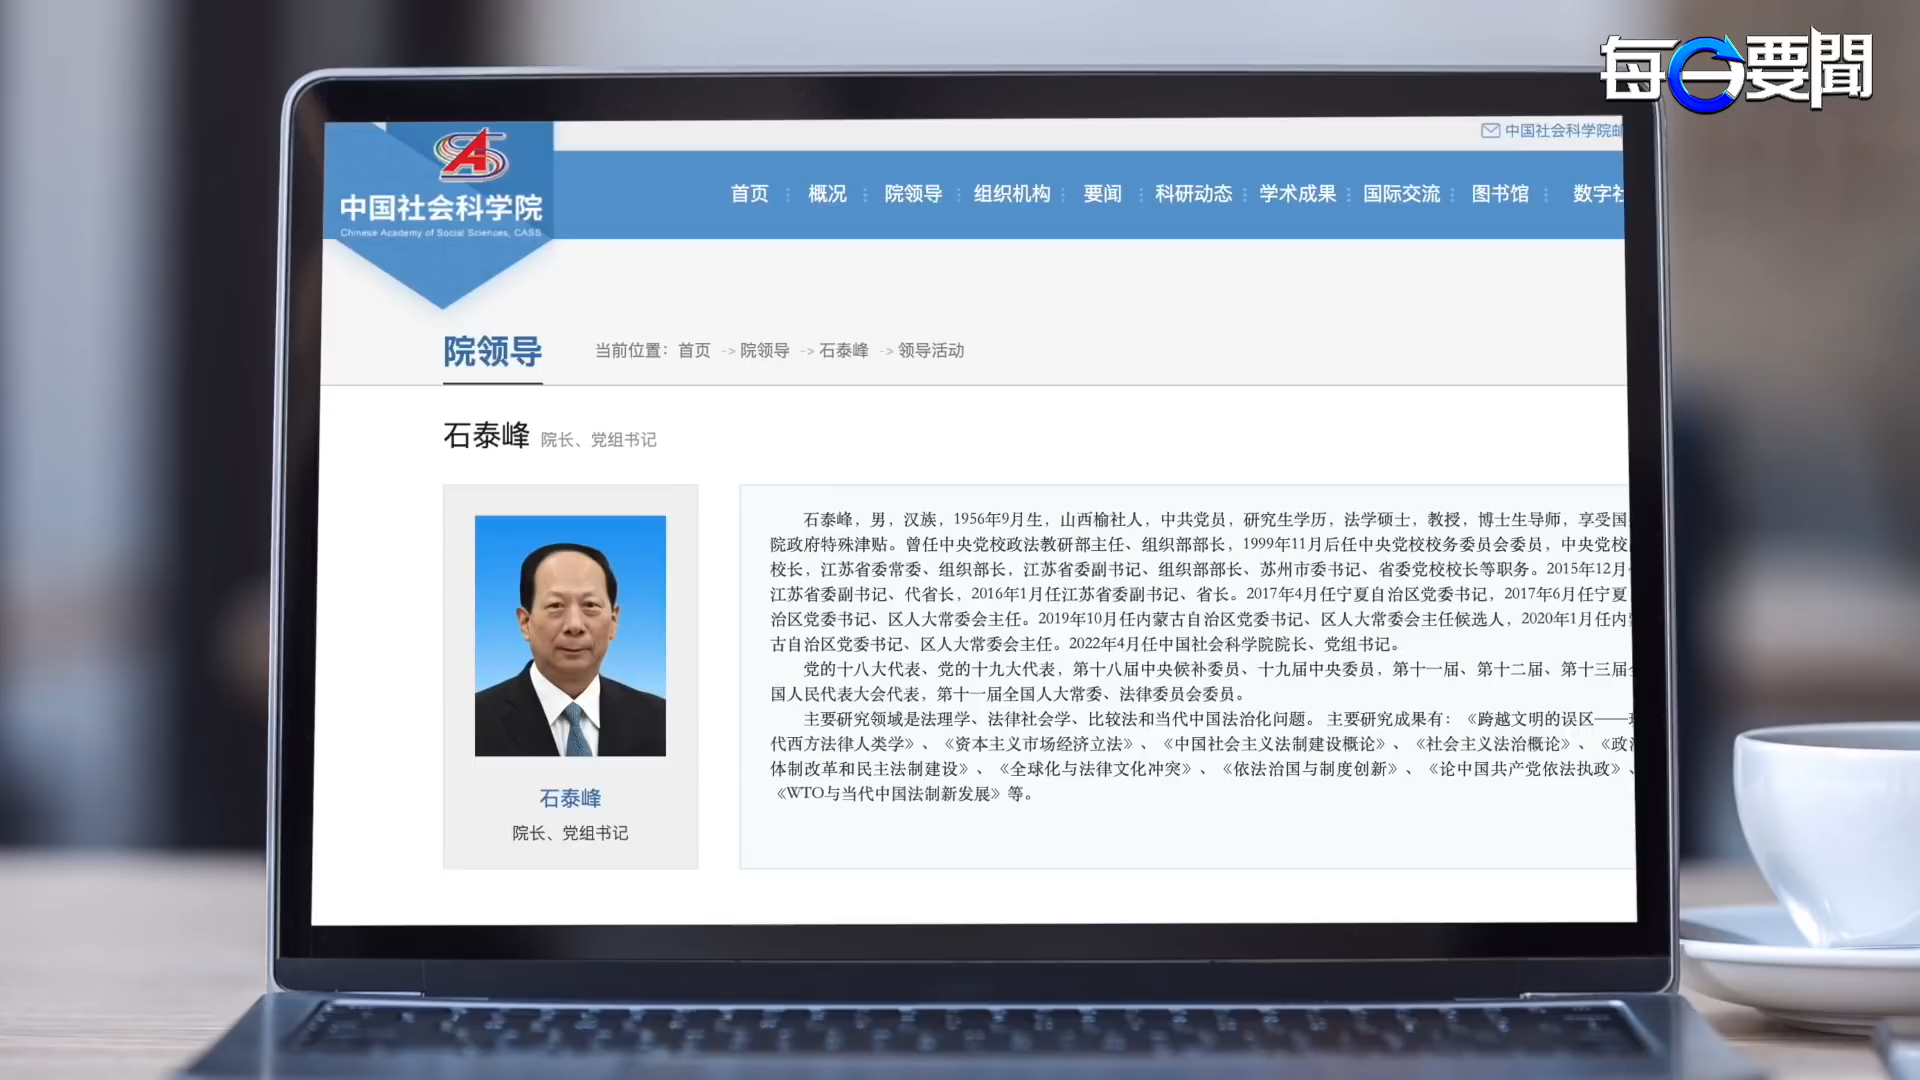 每日要聞
中国社会科学院邮
中国社会科学院
Chinese Academy of Social Sciences, CASS
首页 概况 院领导 组织机构 要闻 科研动态 学术成果 国际交流 图书馆 数字社
院领导
当前位置：首页 -> 院领导 -> 石泰峰 -> 领导活动
石泰峰 院长、党组书记
石泰峰，男，汉族，1956年9月生，山西榆社人，中共党员，研究生学历，法学硕士，教授，博士生导师，享受国
院政府特殊津贴。曾任中央党校政法教研部主任、组织部部长，1999年11月后任中央党校校务委员会委员，中央党校
校长，江苏省委常委、组织部长，江苏省委副书记、组织部部长、苏州市委书记、省委党校校长等职务。2015年12月
江苏省委副书记、代省长，2016年1月任江苏省委副书记、省长。2017年4月任宁夏自治区党委书记，2017年6月任宁夏
治区党委书记、区人大常委会主任。2019年10月任内蒙古自治区党委书记、区人大常委会主任候选人，2020年1月任内蒙
古自治区党委书记、区人大常委会主任。2022年4月任中国社会科学院院长、党组书记。
党的十八大代表、党的十九大代表，第十八届中央候补委员、十九届中央委员，第十一届、第十二届、第十三届全
国人民代表大会代表，第十一届全国人大常委、法律委员会委员。
主要研究领域是法理学、法律社会学、比较法和当代中国法治化问题。 主要研究成果有：《跨越文明的误区——现
代西方法律人类学》、《资本主义市场经济立法》、《中国社会主义法制建设概论》、《社会主义法治概论》、《政治
体制改革和民主法制建设》、《全球化与法律文化冲突》、《依法治国与制度创新》、《论中国共产党依法执政》、
《WTO与当代中国法制新发展》等。
石泰峰
院长、党组书记